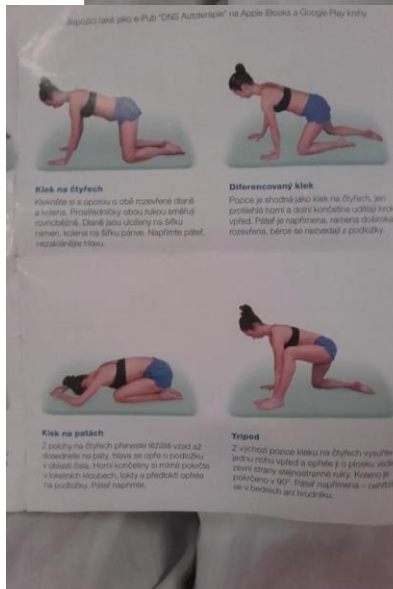 dispozici také jako e-Pub "DNS Autoterapie" na Apple iBooks a Google Play knihy.
Klek na čtyřech
Klekněte si s oporou o obě rozevřené dlaně
a kolena. Prostředníčky obou rukou směřují
rovnoběžně. Dlaně jsou uloženy na šířku
ramen, kolena na šířku pánve. Napřimte páteř,
nezaklánějte hlavu.
Diferencovaný klek
Pozice je shodná jako klek na čtyřech, jen
protilehlá horní a dolní končetina udělají krok
vpřed. Páteř je napřímena, ramena doširoka
rozevřena, bérce se nezvedají z podložky.
Klek na patách
Z polohy na čtyřech přeneste těžiště vzad až
dosednete na paty, hlava se opře o podložku
v oblasti čela. Horní končetiny si mírně pokrčte
v loketních kloubech, lokty a předloktí opřete
na podložku. Páteř napřimte.
Tripod
Z výchozí pozice kleku na čtyřech vysuňte
jednu nohu vpřed a opřete ji o plosku vedle
zevní strany stejnostranné ruky. Koleno je
pokrčeno v 90°. Páteř napřímena – nehrbit
se v bedrech ani hrudníku.